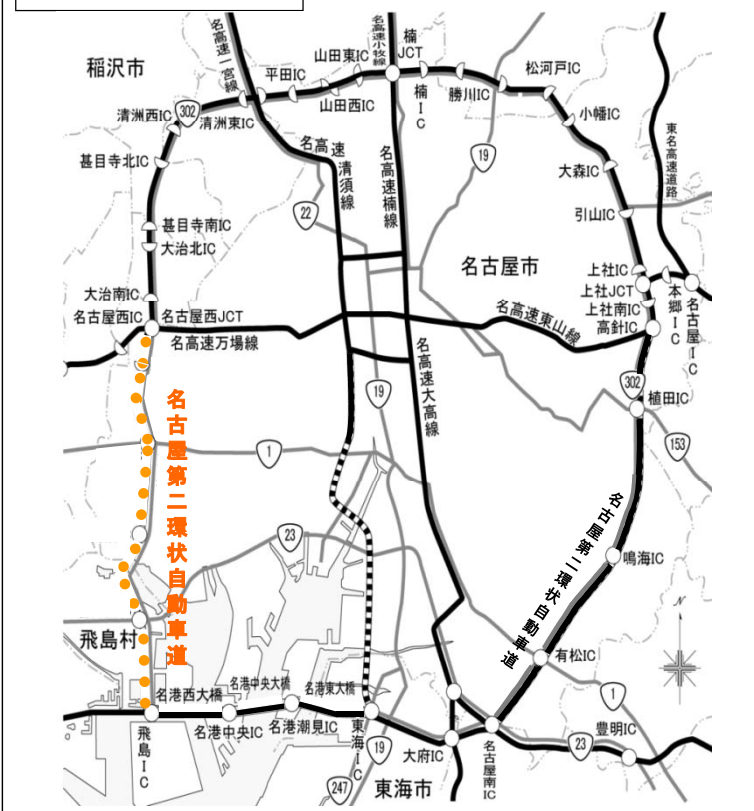 稲沢市
名高速一宮線
名高速小牧線
楠
JCT
山田東IC
平田IC
山田西IC
楠IC
勝川IC
松河戸IC
清洲西IC
302
清洲東IC
小幡IC
東名高速道路
甚目寺北IC
名高速清須線
名高速楠線
19
大森IC
22
引山IC
甚目寺南IC
大治北IC
名古屋市
上社IC
上社JCT
本郷IC
名古屋IC
大治南IC
上社南IC
名古屋西IC
名古屋西JCT
高針IC
名高速万場線
名高速東山線
名高速大高線
302
19
植田IC
名古屋第二環状自動車道
1
153
名古屋第二環状自動車道
23
鳴海IC
飛島村
有松IC
名港西大橋
名港中央大橋
名港東大橋
1
飛島IC
名港中央IC
名港潮見IC
東海IC
19
大府IC
名古屋南IC
23
豊明IC
247
東海市
N